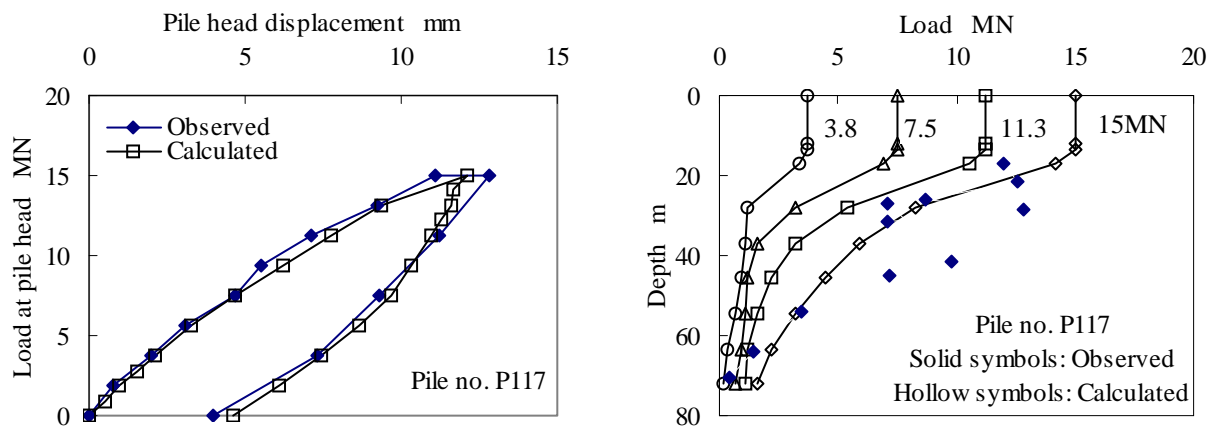 Pile head displacement mm
0 5 10 15
20
15
10
5
0
Load at pile head MN
Observed
Calculated
Pile no. P117
Load MN
0 5 10 15 20
0
20
40
60
80
Depth m
3.8 7.5 11.3 15MN
Pile no. P117
Solid symbols: Observed
Hollow symbols: Calculated